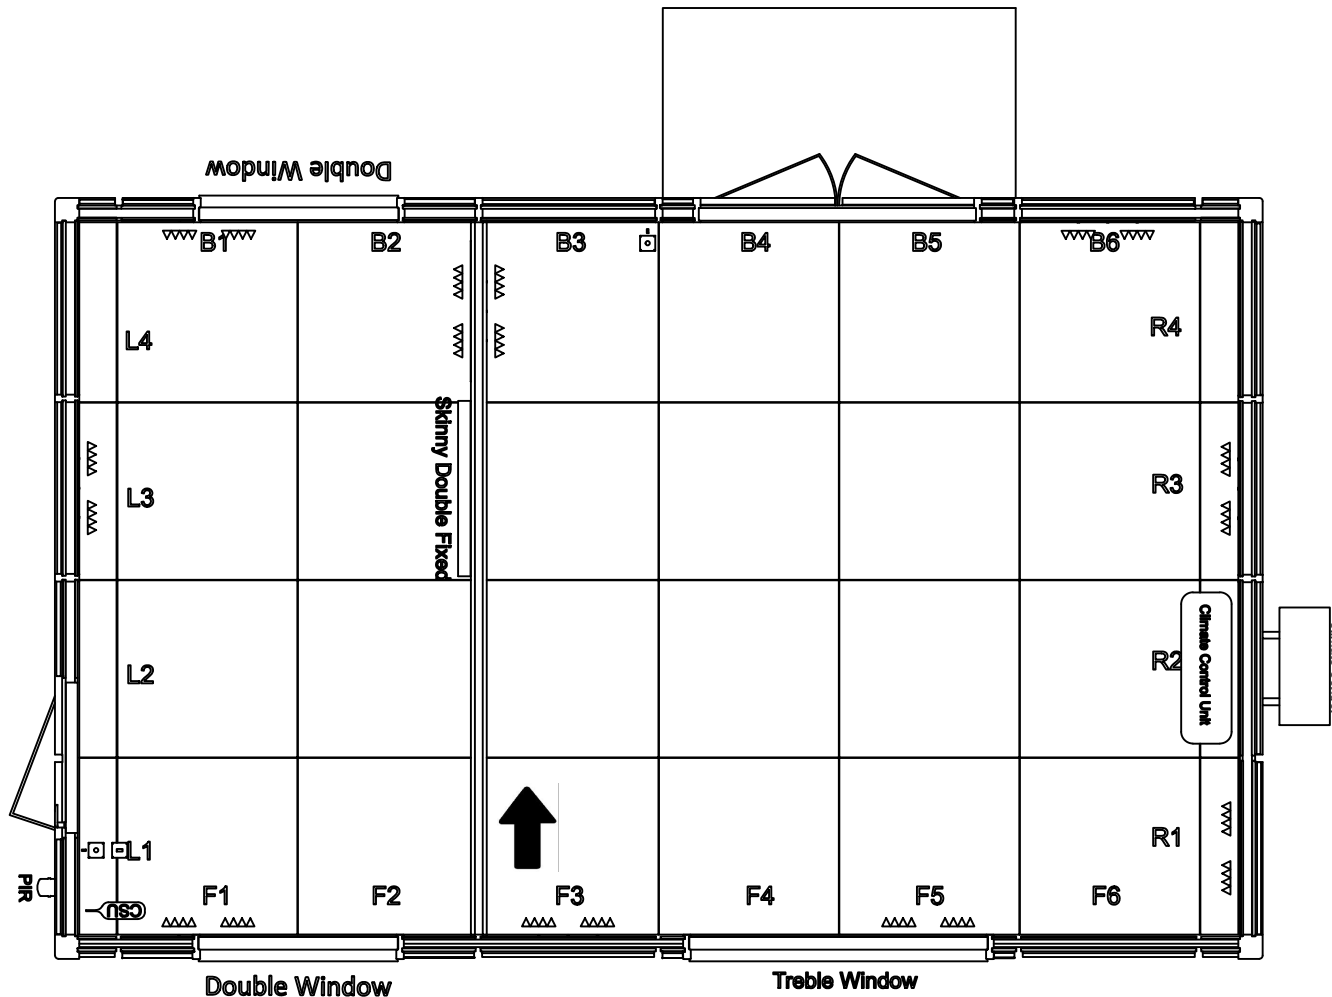 Double Window
B1
B2
B3
B4
B5
B6
L4
R4
Skinny Double Fixed
L3
R3
L2
R2
Climate Control Unit
L1
R1
PIR
CSU
F1
F2
F3
F4
F5
F6
Double Window
Treble Window